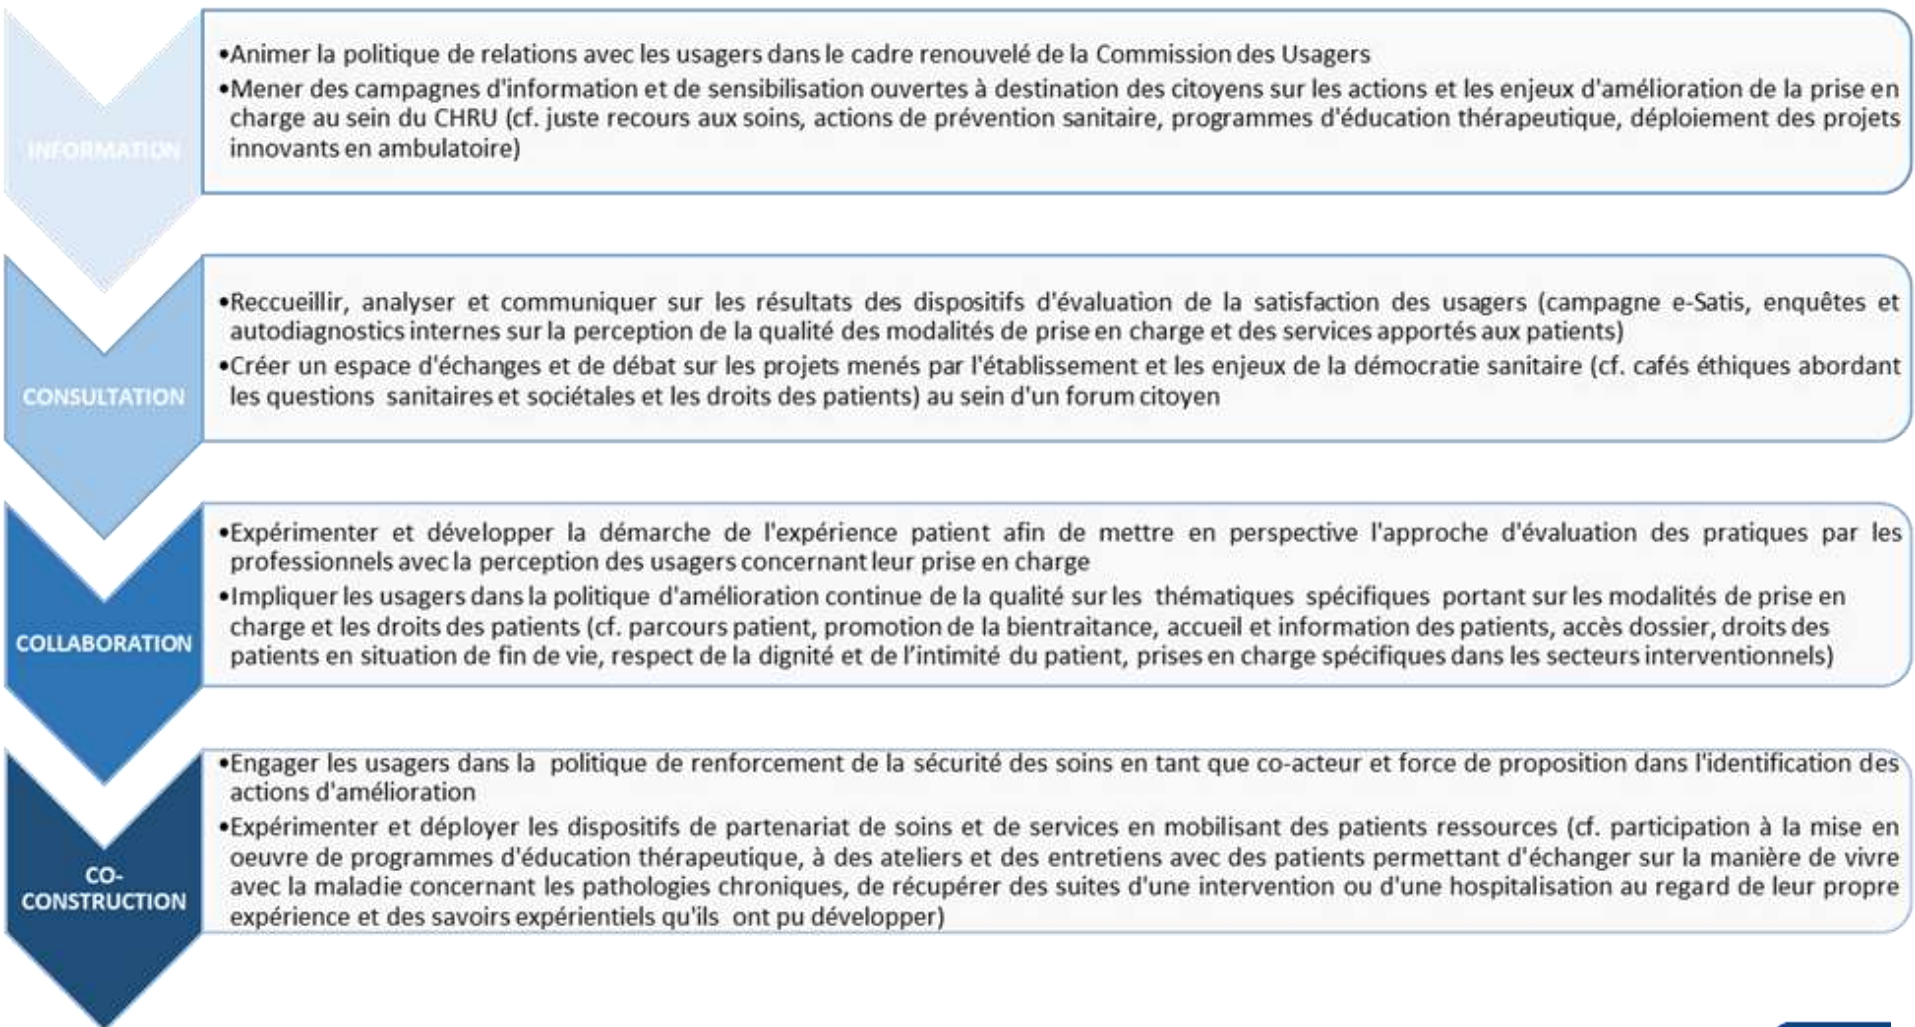 INFORMATION
•Animer la politique de relations avec les usagers dans le cadre renouvelé de la Commission des Usagers
•Mener des campagnes d'information et de sensibilisation ouvertes à destination des citoyens sur les actions et les enjeux d'amélioration de la prise en
charge au sein du CHRU (cf. juste recours aux soins, actions de prévention sanitaire, programmes d'éducation thérapeutique, déploiement des projets
innovants en ambulatoire)
CONSULTATION
•Reccueillir, analyser et communiquer sur les résultats des dispositifs d'évaluation de la satisfaction des usagers (campagne e-Satis, enquêtes et
autodiagnostics internes sur la perception de la qualité des modalités de prise en charge et des services apportés aux patients)
•Créer un espace d'échanges et de débat sur les projets menés par l'établissement et les enjeux de la démocratie sanitaire (cf. cafés éthiques abordant
les questions sanitaires et sociétales et les droits des patients) au sein d'un forum citoyen
COLLABORATION
•Expérimenter et développer la démarche de l'expérience patient afin de mettre en perspective l'approche d'évaluation des pratiques par les
professionnels avec la perception des usagers concernant leur prise en charge
•Impliquer les usagers dans la politique d'amélioration continue de la qualité sur les thématiques spécifiques portant sur les modalités de prise en
charge et les droits des patients (cf. parcours patient, promotion de la bientraitance, accueil et information des patients, accès dossier, droits des
patients en situation de fin de vie, respect de la dignité et de l’intimité du patient, prises en charge spécifiques dans les secteurs interventionnels)
CO-
CONSTRUCTION
•Engager les usagers dans la politique de renforcement de la sécurité des soins en tant que co-acteur et force de proposition dans l'identification des
actions d'amélioration
•Expérimenter et déployer les dispositifs de partenariat de soins et de services en mobilisant des patients ressources (cf. participation à la mise en
oeuvre de programmes d'éducation thérapeutique, à des ateliers et des entretiens avec des patients permettant d'échanger sur la manière de vivre
avec la maladie concernant les pathologies chroniques, de récupérer des suites d'une intervention ou d'une hospitalisation au regard de leur propre
expérience et des savoirs expérientiels qu'ils ont pu développer)